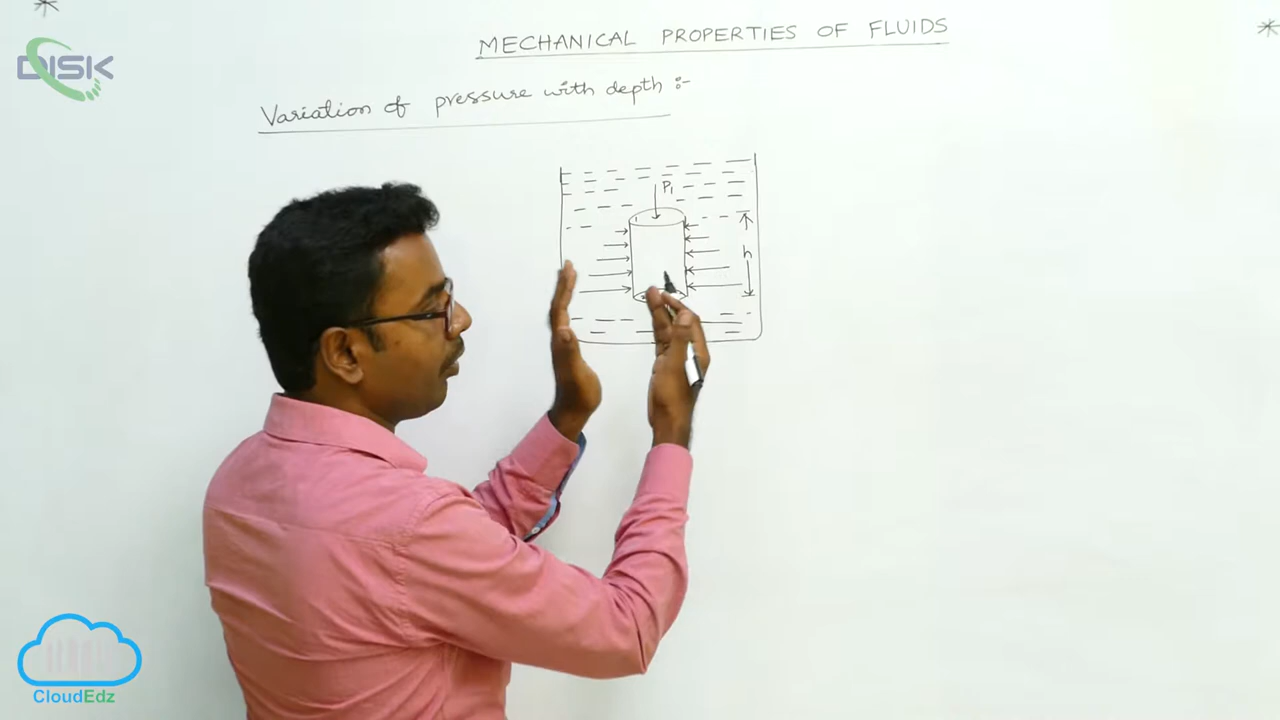 MECHANICAL PROPERTIES OF FLUIDS
DISK
Variation of pressure with depth :-
P1
h
CloudEdz